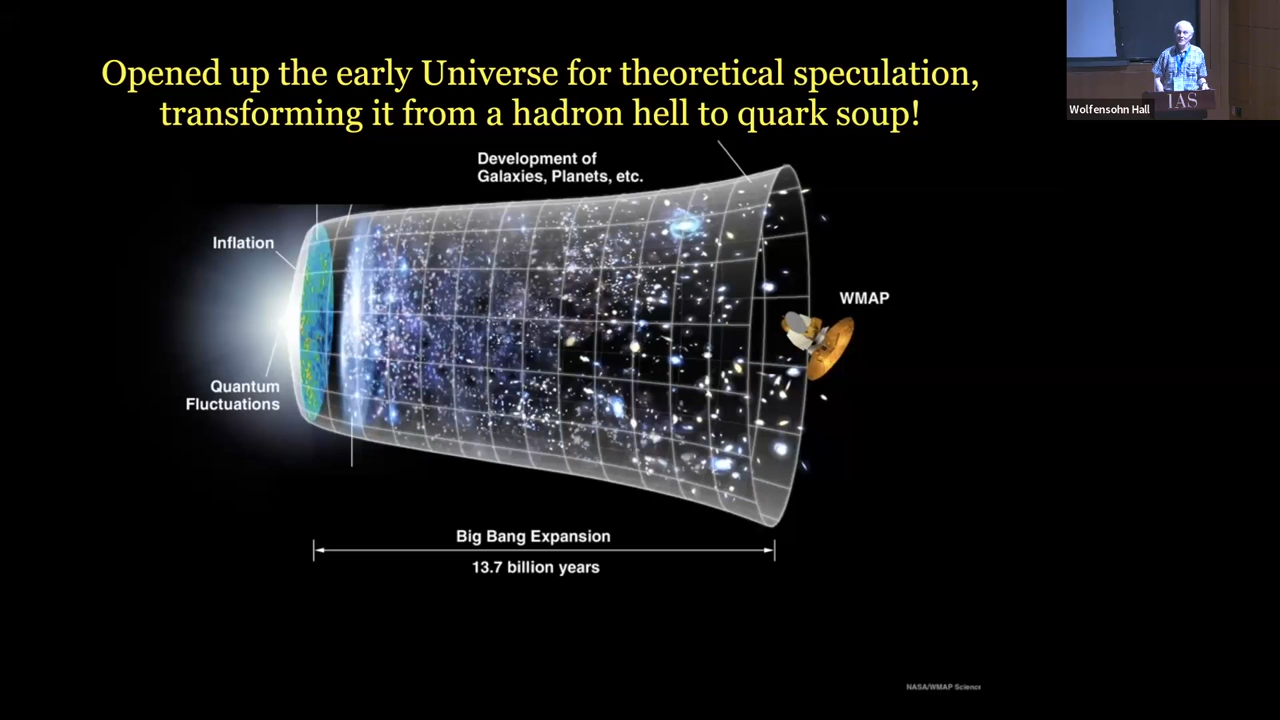 Opened up the early Universe for theoretical speculation,
transforming it from a hadron hell to quark soup!
IAS
Wolfensohn Hall
Development of
Galaxies, Planets, etc.
Inflation
WMAP
Quantum
Fluctuations
Big Bang Expansion
13.7 billion years
NASA/WMAP Science